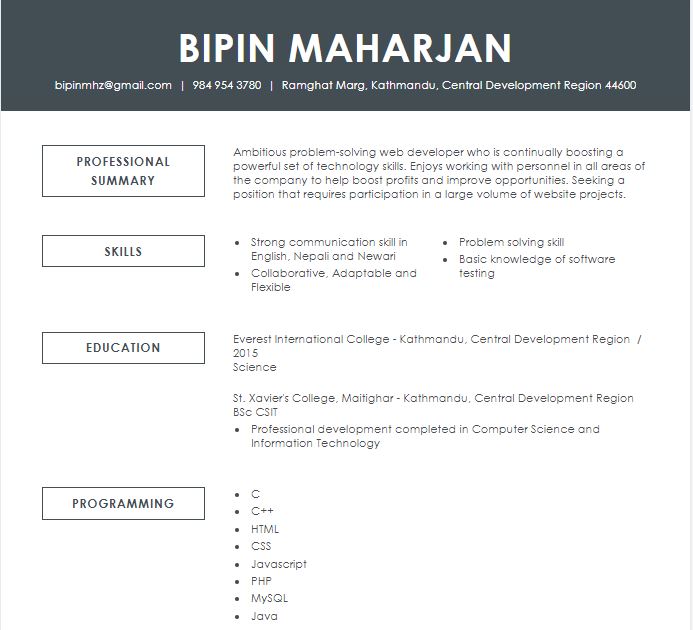 BIPIN MAHARJAN
bipinmhz@gmail.com | 984 954 3780 | Ramghat Marg, Kathmandu, Central Development Region 44600
PROFESSIONAL
SUMMARY
Ambitious problem-solving web developer who is continually boosting a
powerful set of technology skills. Enjoys working with personnel in all areas of
the company to help boost profits and improve opportunities. Seeking a
position that requires participation in a large volume of website projects.
SKILLS
• Strong communication skill in
English, Nepali and Newari
• Collaborative, Adaptable and
Flexible
• Problem solving skill
• Basic knowledge of software
testing
EDUCATION
Everest International College - Kathmandu, Central Development Region /
2015
Science
St. Xavier's College, Maitighar - Kathmandu, Central Development Region
BSc CSIT
• Professional development completed in Computer Science and
Information Technology
PROGRAMMING
• C
• C++
• HTML
• CSS
• Javascript
• PHP
• MySQL
• Java